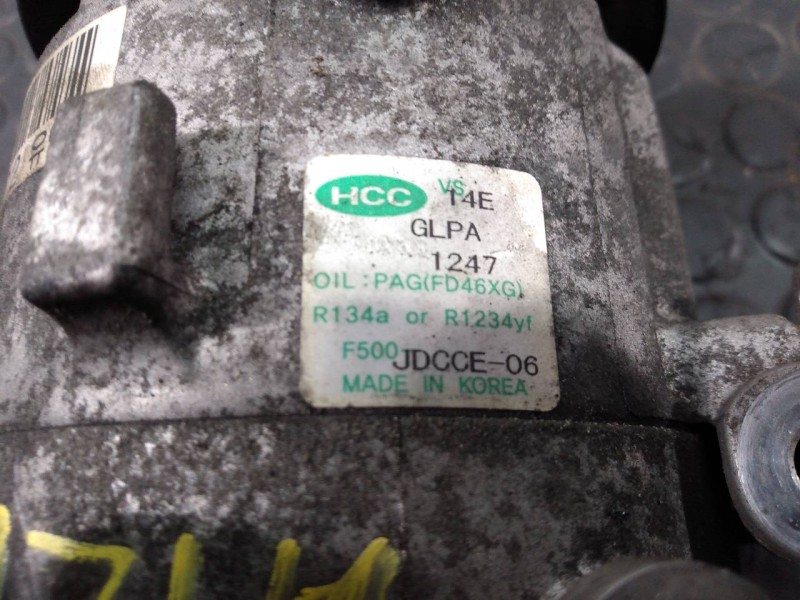 HCC VS 14E
GLPA
1247
OIL : PAG(FD46XG)
R134a or R1234yf
F500 JDCCE-06
MADE IN KOREA